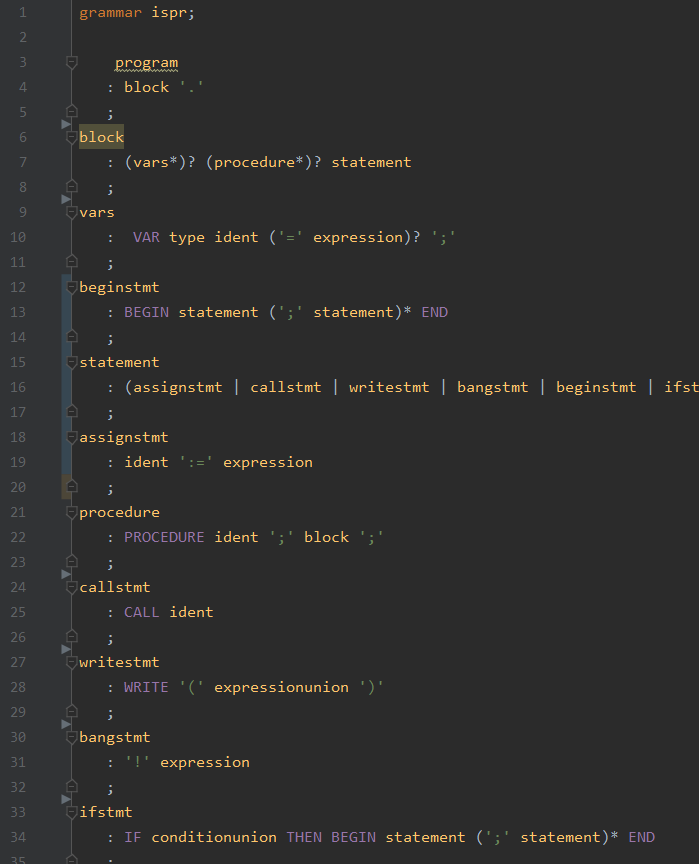 1 grammar ispr;
2
3 program
4 : block '.'
5 ;
6 block
7 : (vars*)? (procedure*)? statement
8 ;
9 vars
10 : VAR type ident ('=' expression)? ';'
11 ;
12 beginstmt
13 : BEGIN statement (';' statement)* END
14 ;
15 statement
16 : (assignstmt | callstmt | writestmt | bangstmt | beginstmt | ifst
17 ;
18 assignstmt
19 : ident ':=' expression
20 ;
21 procedure
22 : PROCEDURE ident ';' block ';'
23 ;
24 callstmt
25 : CALL ident
26 ;
27 writestmt
28 : WRITE '(' expressionunion ')'
29 ;
30 bangstmt
31 : '!' expression
32 ;
33 ifstmt
34 : IF conditionunion THEN BEGIN statement (';' statement)* END
35 ;